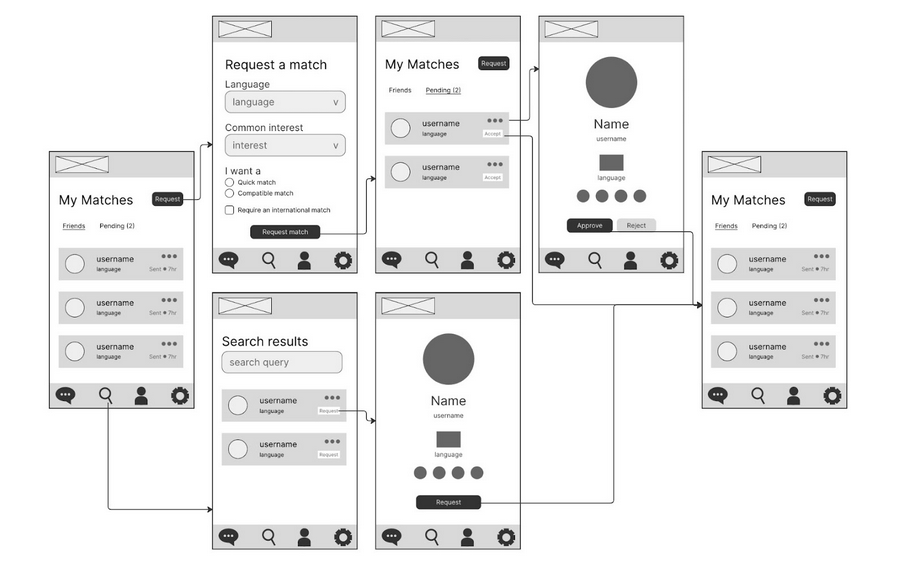 My Matches
Request
Friends
Pending (2)
username
language
Sent • 7hr
username
language
Sent • 7hr
username
language
Sent • 7hr
Request a match
Language
language v
Common interest
interest v
I want a
Quick match
Compatible match
Require an international match
Request match
My Matches
Request
Friends
Pending (2)
username
language
Accept
username
language
Accept
Name
username
language
Approve
Reject
Search results
search query
username
language
Request
username
language
Request
Name
username
language
Request
My Matches
Request
Friends
Pending (2)
username
language
Sent • 7hr
username
language
Sent • 7hr
username
language
Sent • 7hr